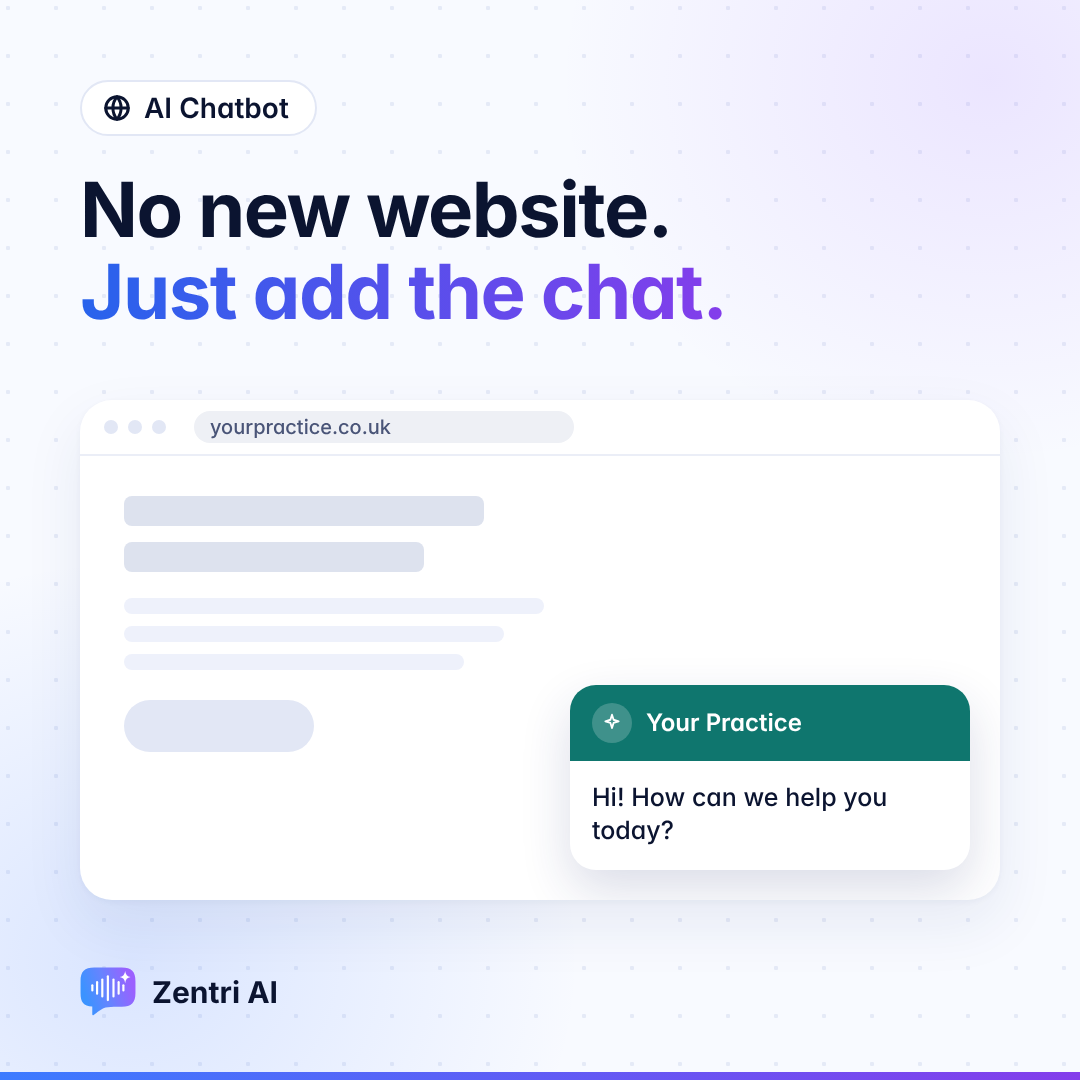 AI Chatbot
No new website.
Just add the chat.
yourpractice.co.uk
Your Practice
Hi! How can we help you
today?
Zentri AI